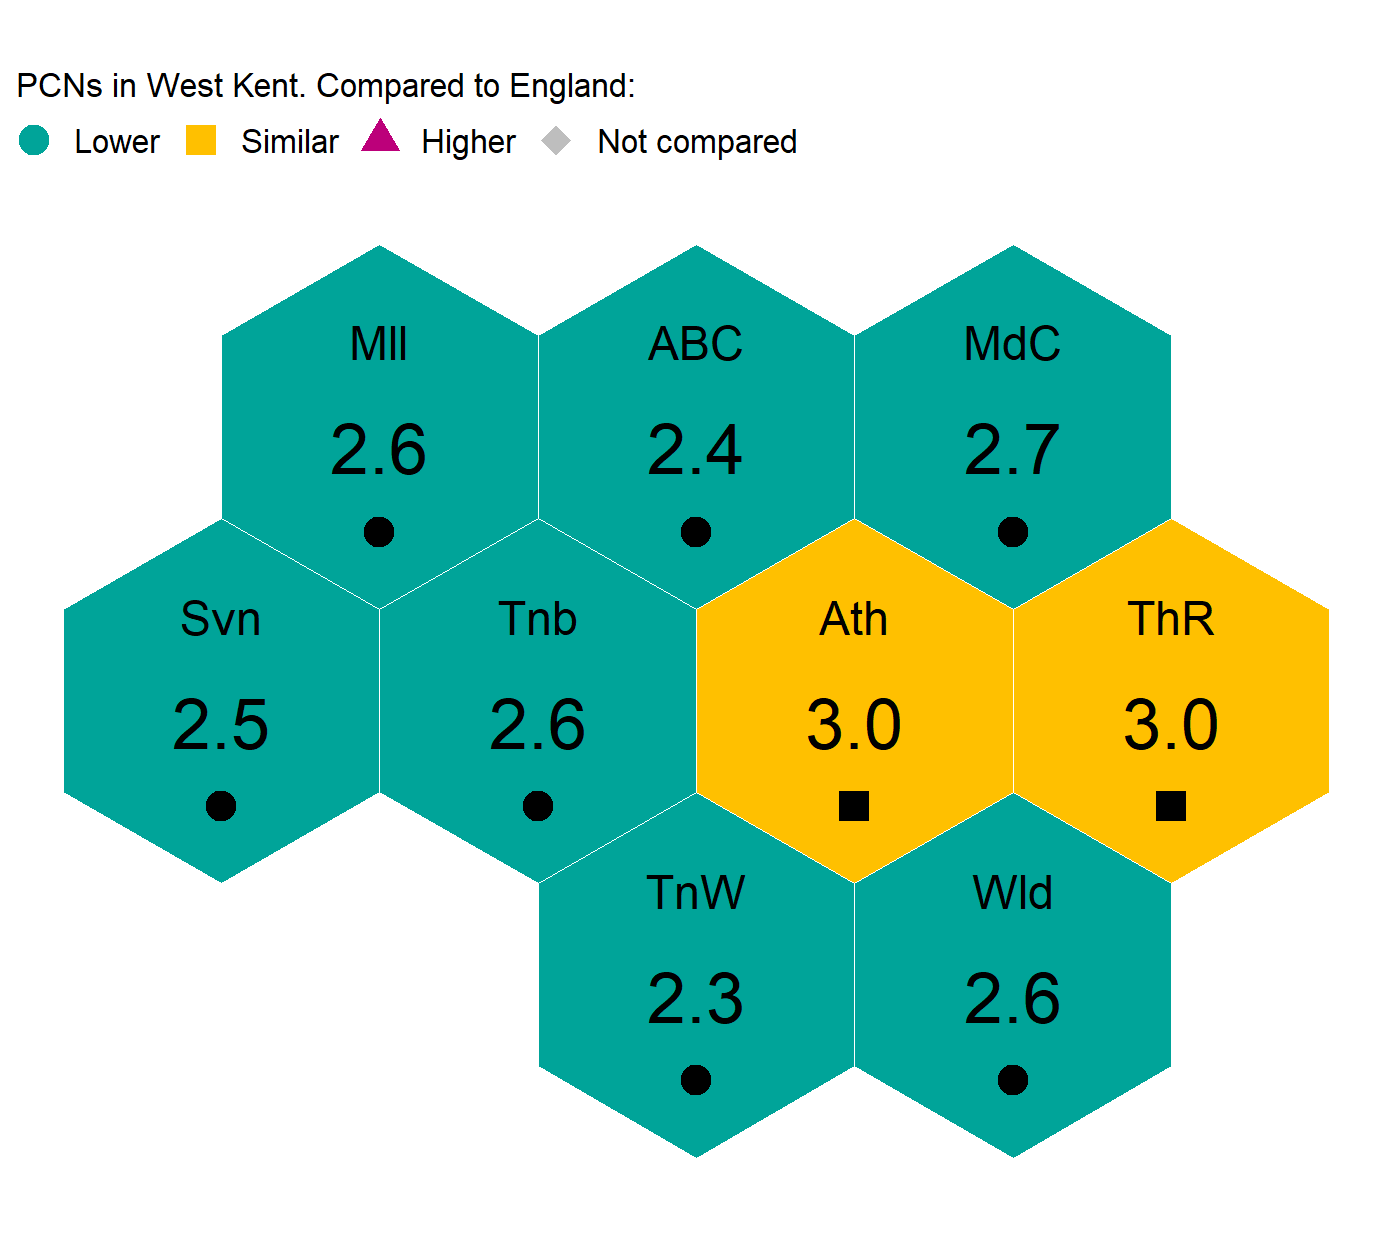 PCNs in West Kent. Compared to England:
Lower Similar Higher Not compared
Mll ABC MdC
2.6 2.4 2.7
Svn Tnb Ath ThR
2.5 2.6 3.0 3.0
TnW Wld
2.3 2.6